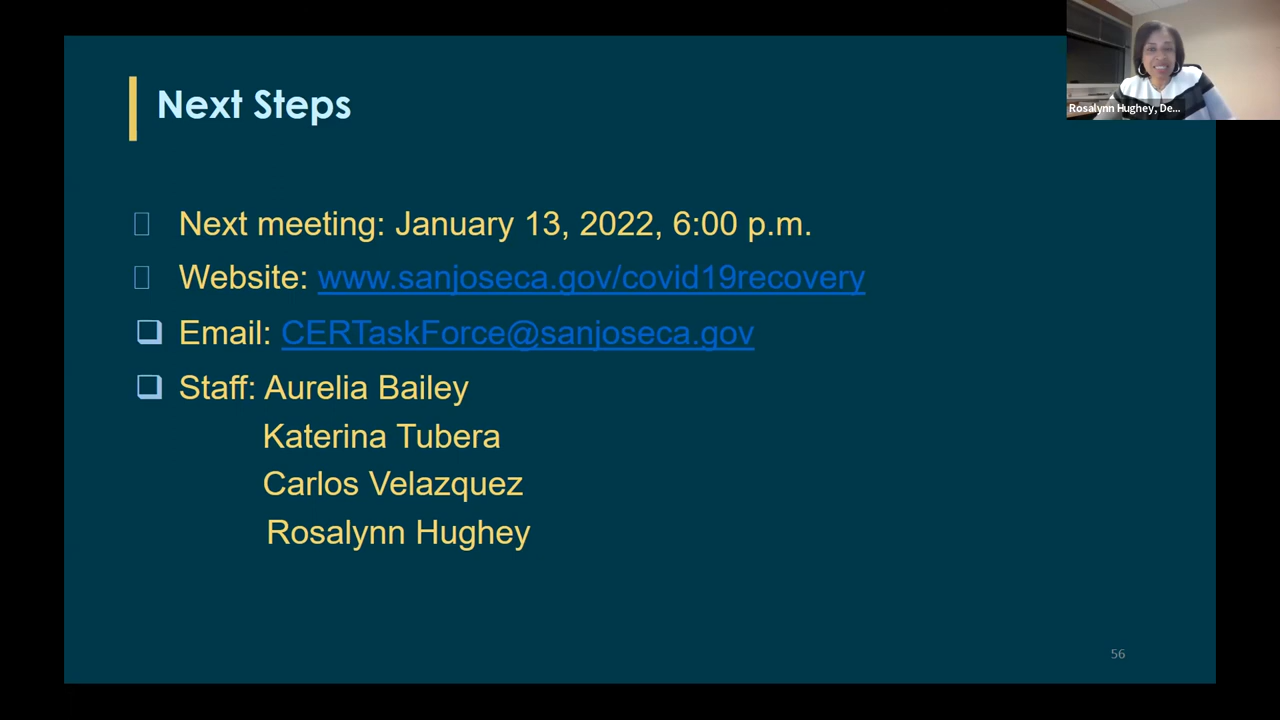 Next Steps
Rosalynn Hughey, De...
Next meeting: January 13, 2022, 6:00 p.m.
Website: www.sanjoseca.gov/covid19recovery
Email: CERTaskForce@sanjoseca.gov
Staff: Aurelia Bailey
Katerina Tubera
Carlos Velazquez
Rosalynn Hughey
56